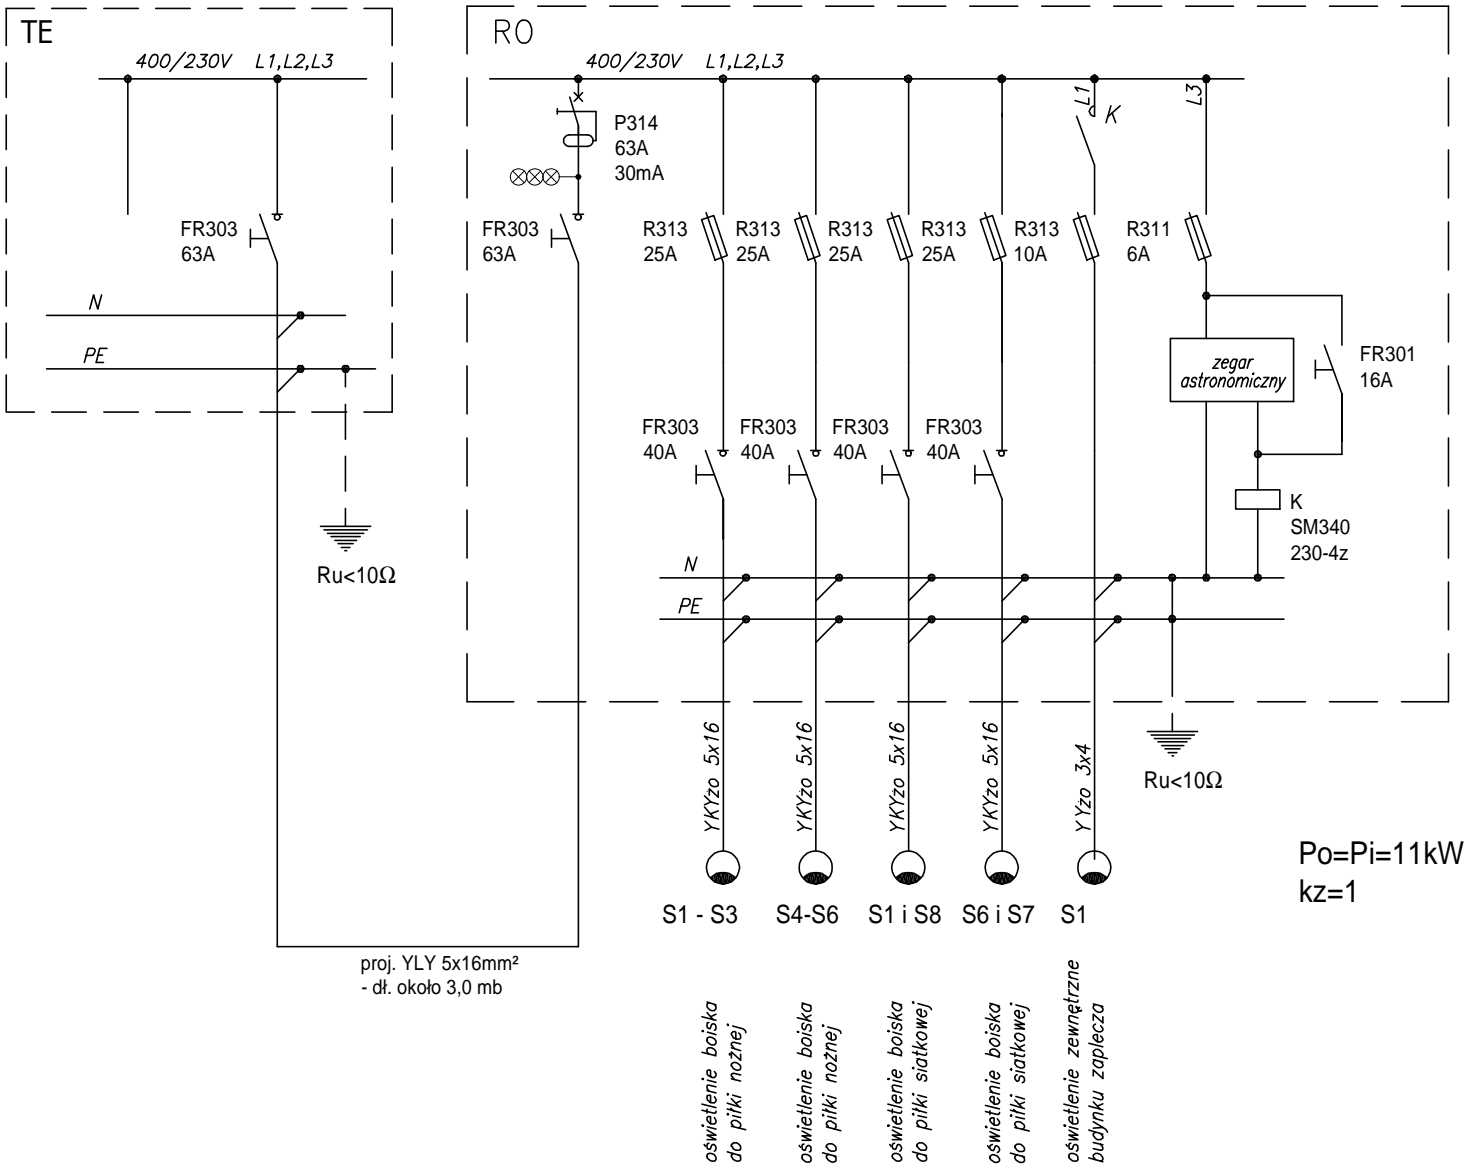 TE
400/230V L1,L2,L3
FR303
63A
N
PE
Ru<10Ω
RO
400/230V L1,L2,L3
P314
63A
30mA
FR303
63A
L1
K
L3
R313
25A
R313
25A
R313
25A
R313
25A
R313
10A
R311
6A
zegar
astronomiczny
FR301
16A
FR303
40A
FR303
40A
FR303
40A
FR303
40A
K
SM340
230-4z
N
PE
Ru<10Ω
YKYżo 5x16
YKYżo 5x16
YKYżo 5x16
YKYżo 5x16
YYżo 3x4
Po=Pi=11kW
kz=1
S1 - S3
S4-S6
S1 i S8
S6 i S7
S1
proj. YLY 5x16mm²
- dł. około 3,0 mb
oświetlenie boiska
do piłki nożnej
oświetlenie boiska
do piłki nożnej
oświetlenie boiska
do piłki siatkowej
oświetlenie boiska
do piłki siatkowej
oświetlenie zewnętrzne
budynku zaplecza